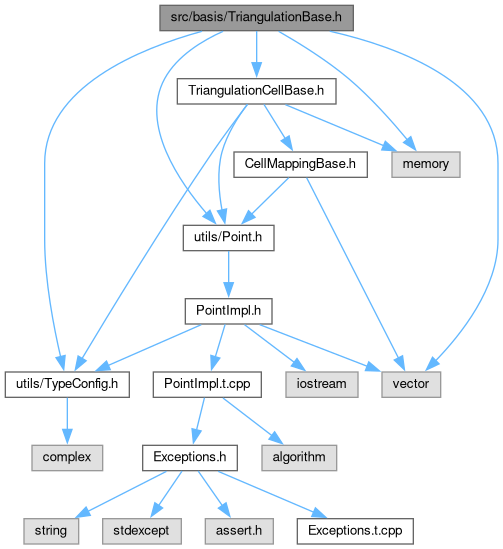 src/basis/TriangulationBase.h
TriangulationCellBase.h
CellMappingBase.h
memory
utils/Point.h
PointImpl.h
utils/TypeConfig.h
PointImpl.t.cpp
iostream
vector
complex
Exceptions.h
algorithm
string
stdexcept
assert.h
Exceptions.t.cpp